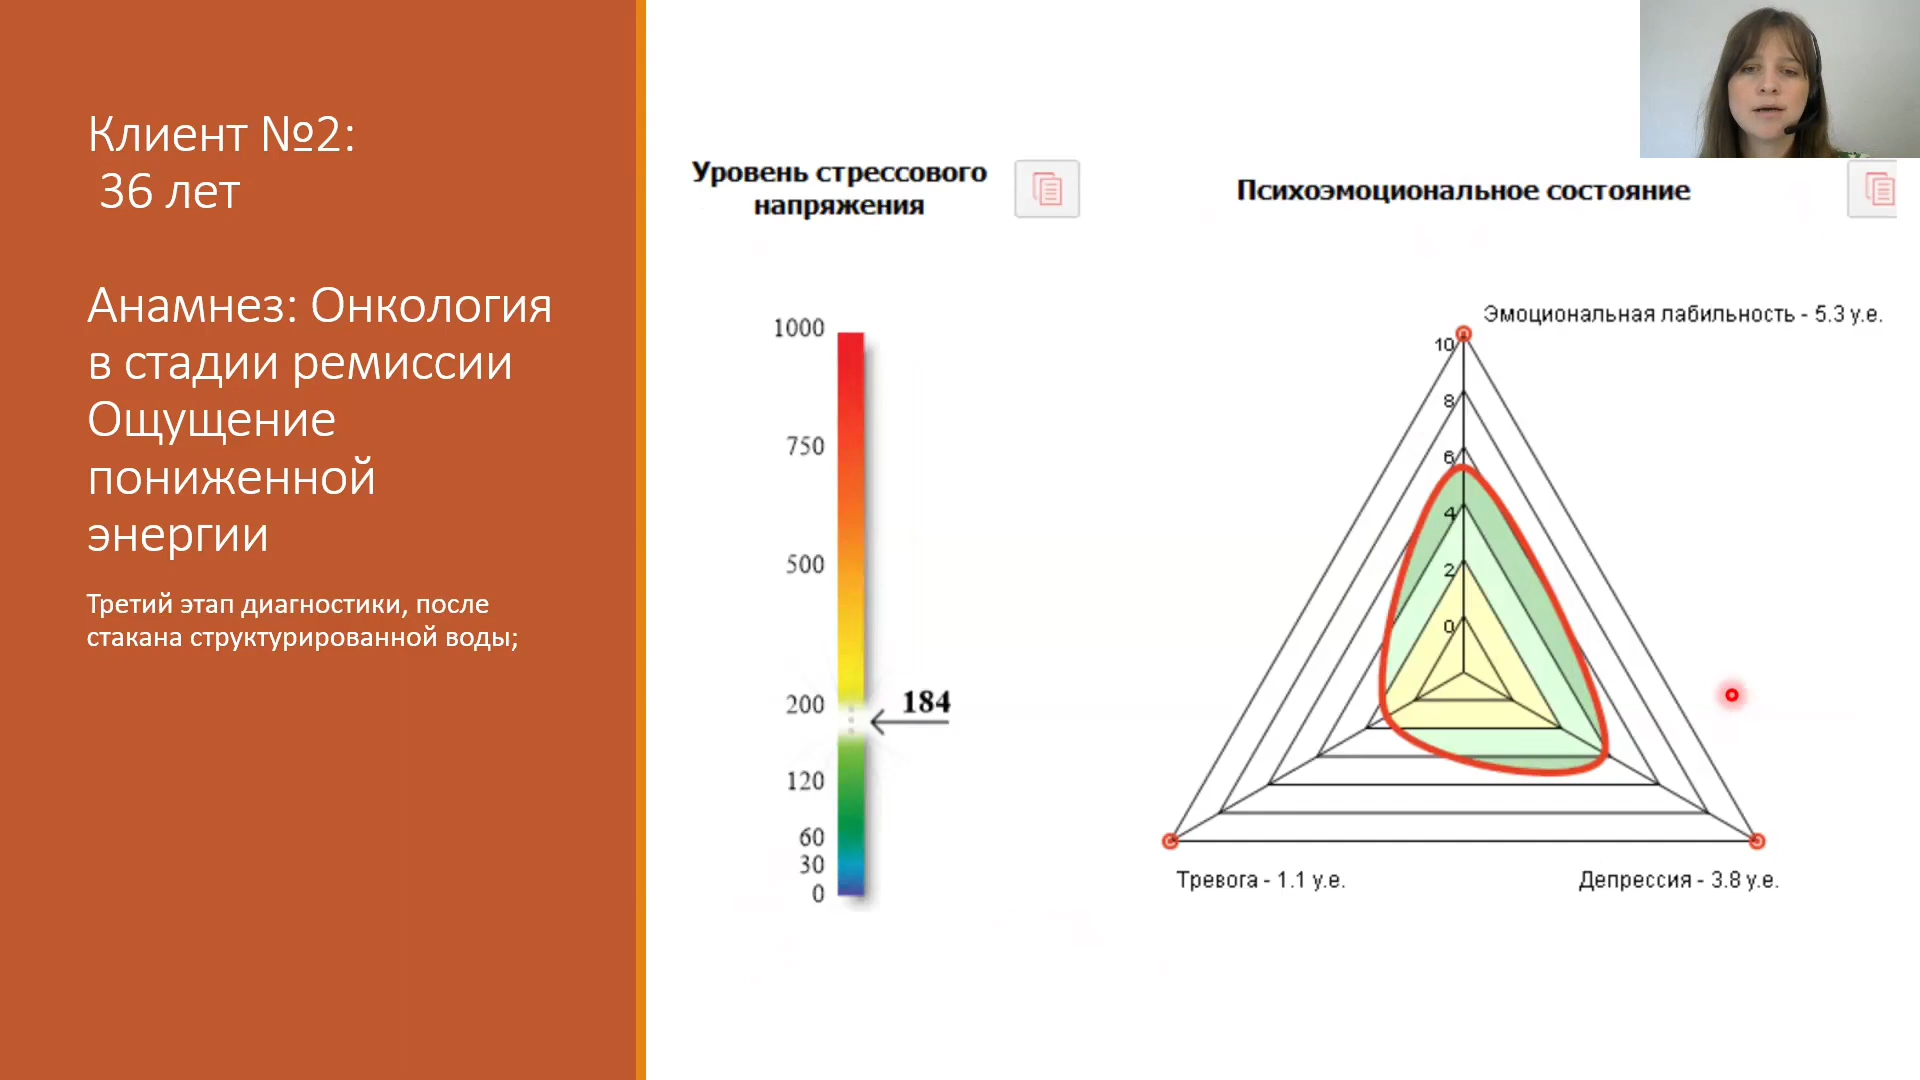 Клиент №2:
36 лет
Анамнез: Онкология
в стадии ремиссии
Ощущение
пониженной
энергии
Третий этап диагностики, после
стакана структурированной воды;
Уровень стрессового
напряжения
1000
750
500
200
184
120
60
30
0
Психоэмоциональное состояние
Эмоциональная лабильность - 5.3 у.е.
10
8
6
4
2
0
Тревога - 1.1 у.е.
Депрессия - 3.8 у.е.